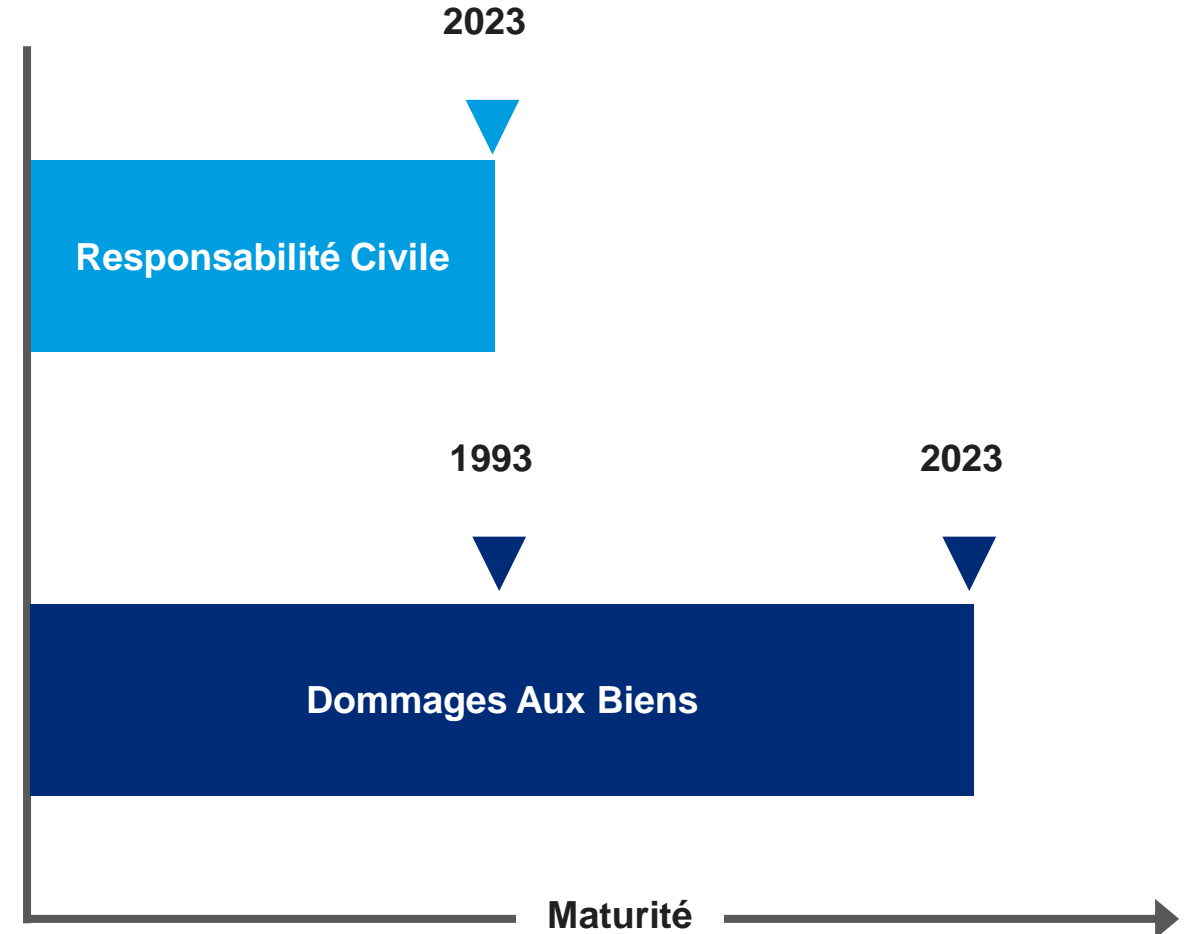 2023
Responsabilité Civile
1993
2023
Dommages Aux Biens
Maturité